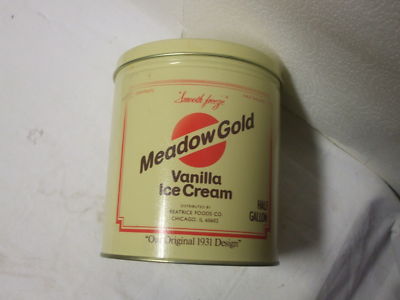 "Smooth-freeze"
Meadow Gold
Vanilla
Ice Cream
DISTRIBUTED BY
BEATRICE FOODS CO.
CHICAGO, IL 60602
HALF
GALLON
"Our Original 1931 Design"